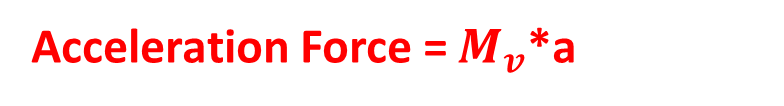 Acceleration Force = Mᵥ*a